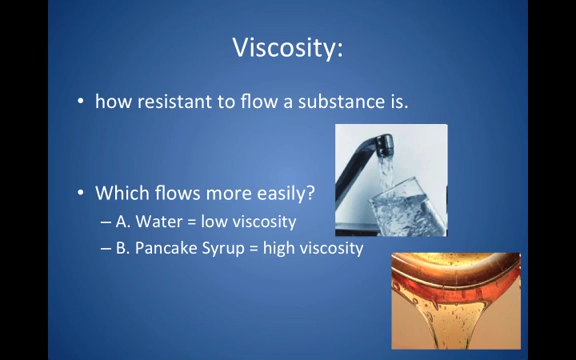 Viscosity:
• how resistant to flow a substance is.
• Which flows more easily?
– A. Water = low viscosity
– B. Pancake Syrup = high viscosity